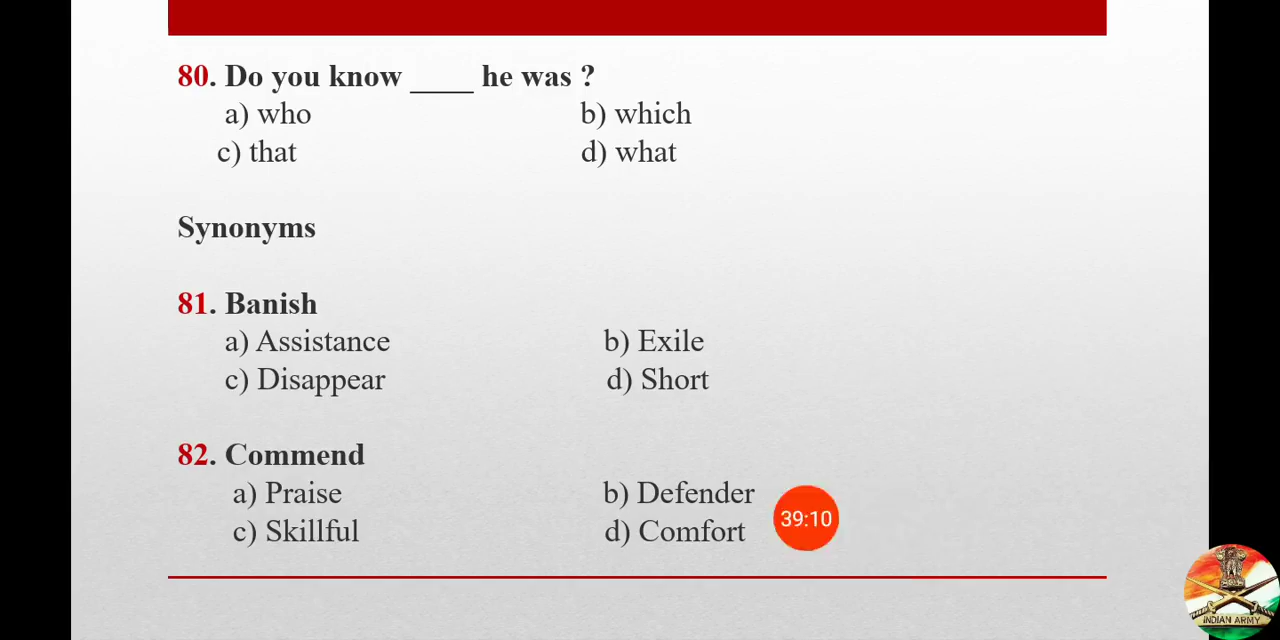 80. Do you know ____ he was ?
a) who b) which
c) that d) what
Synonyms
81. Banish
a) Assistance b) Exile
c) Disappear d) Short
82. Commend
a) Praise b) Defender
c) Skillful d) Comfort
39:10
INDIAN ARMY